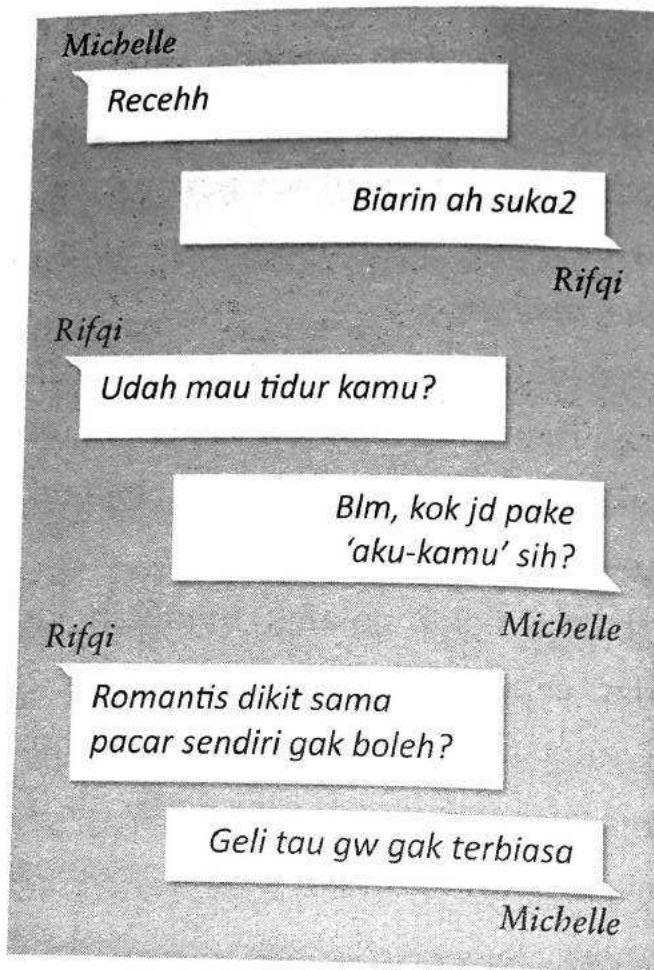 Michelle
Recehh
Biarin ah suka2
Rifqi
Rifqi
Udah mau tidur kamu?
Blm, kok jd pake
‘aku-kamu’ sih?
Michelle
Rifqi
Romantis dikit sama
pacar sendiri gak boleh?
Geli tau gw gak terbiasa
Michelle